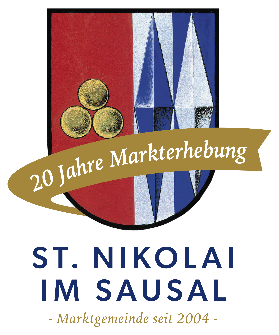 20 Jahre Markterhebung
ST. NIKOLAI
IM SAUSAL
- Marktgemeinde seit 2004 -